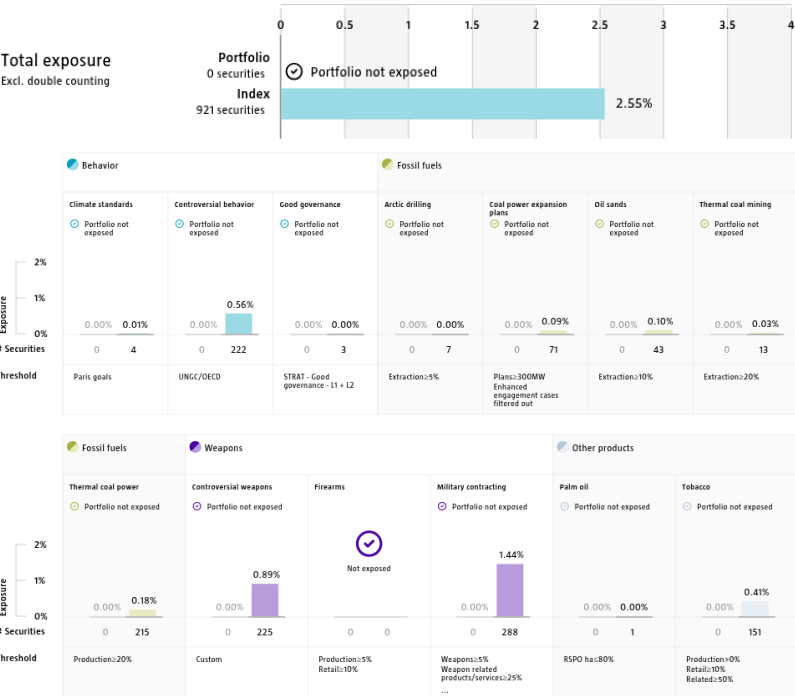 0 0.5 1 1.5 2 2.5 3 3.5 4
Total exposure
Excl. double counting
Portfolio
0 securities
Portfolio not exposed
Index
921 securities
2.55%
Behavior
Fossil fuels
Climate standards
Portfolio not
exposed
Controversial behavior
Portfolio not
exposed
Good governance
Portfolio not
exposed
Arctic drilling
Portfolio not
exposed
Coal power expansion
plans
Portfolio not
exposed
Oil sands
Portfolio not
exposed
Thermal coal mining
Portfolio not
exposed
Exposure
2%
1%
0%
0.00% 0.01%
0.00% 0.56%
0.00% 0.00%
0.00% 0.00%
0.00% 0.09%
0.00% 0.10%
0.00% 0.03%
# Securities 0 4 0 222 0 3 0 7 0 71 0 43 0 13
hreshold
Paris goals
UNGC/OECD
STRAT - Good
governance - L1 + L2
Extraction≥5%
Plans≥300MW
Enhanced
engagement cases
filtered out
Extraction≥10%
Extraction≥20%
Fossil fuels
Weapons
Other products
Thermal coal power
Portfolio not exposed
Controversial weapons
Portfolio not exposed
Firearms
Not exposed
Military contracting
Portfolio not exposed
Palm oil
Portfolio not exposed
Tobacco
Portfolio not exposed
Exposure
2%
1%
0%
0.00% 0.18%
0.00% 0.89%
0.00% 1.44%
0.00% 0.00%
0.00% 0.41%
# Securities 0 215 0 225 0 0 0 288 0 1 0 151
hreshold
Production≥20%
Custom
Production≥5%
Retail≥10%
Weapons≥5%
Weapon related
products/services≥25%
...
RSPO ha≤80%
Production>0%
Retail≥10%
Related≥50%